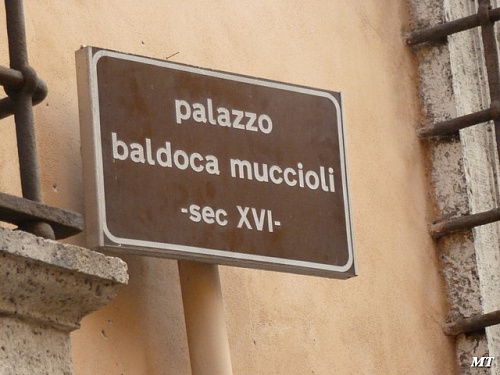 palazzo
baldoca muccioli
-sec XVI-
MT